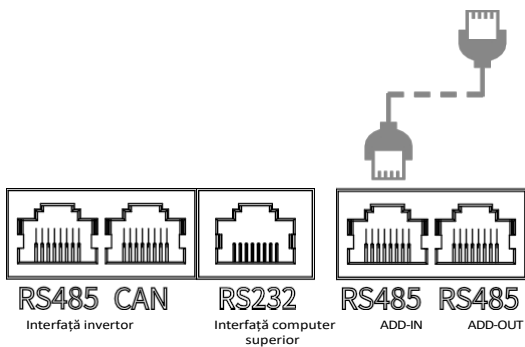 RS485 CAN RS232 RS485 RS485
Interfață invertor Interfață computer superior ADD-IN ADD-OUT